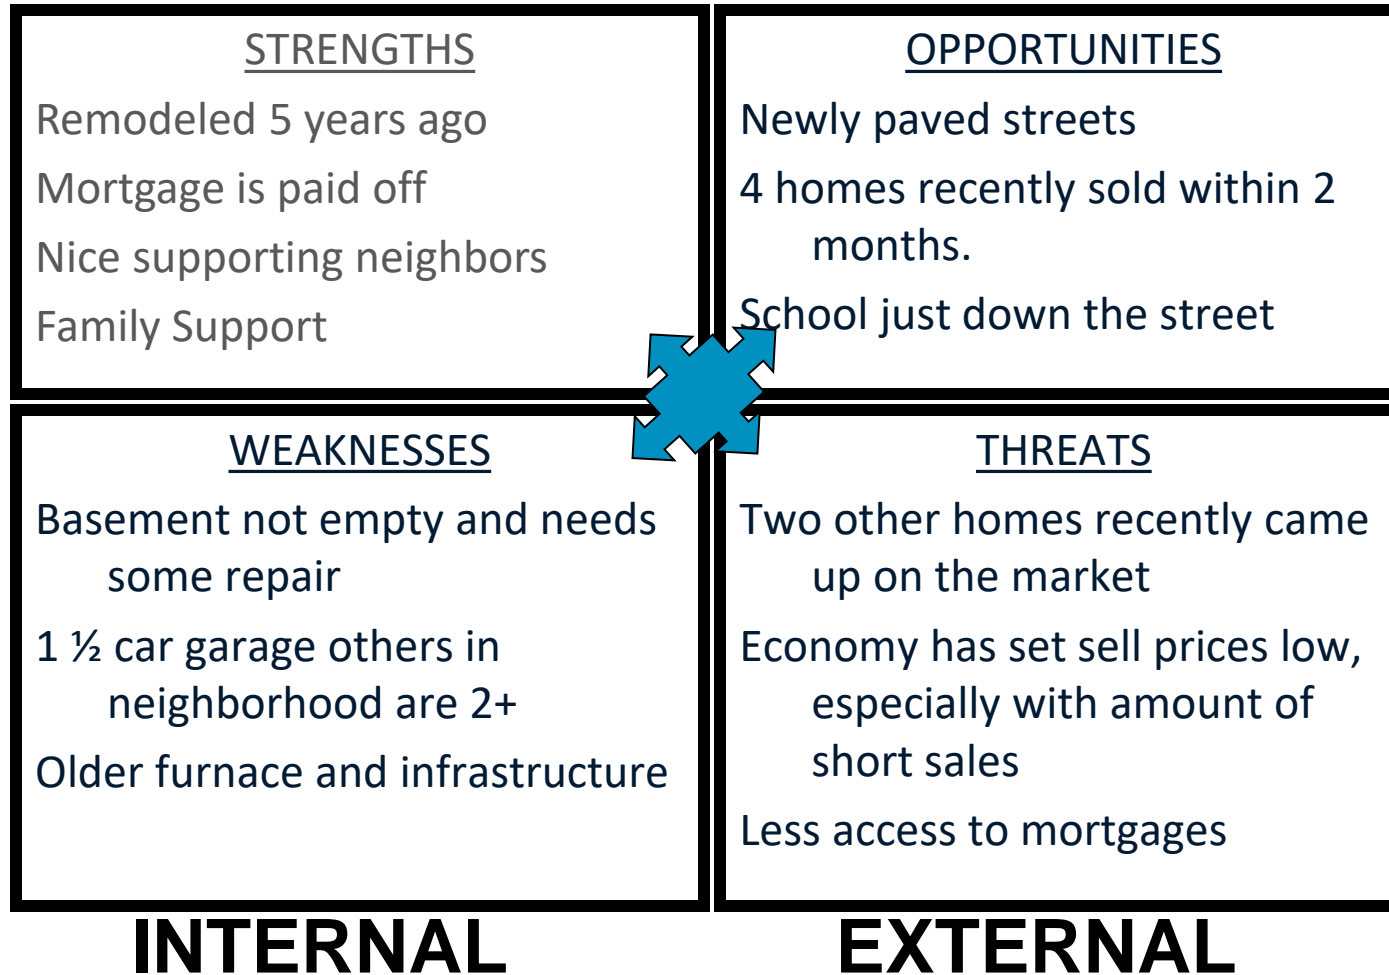 STRENGTHS
Remodeled 5 years ago
Mortgage is paid off
Nice supporting neighbors
Family Support
OPPORTUNITIES
Newly paved streets
4 homes recently sold within 2
months.
School just down the street
WEAKNESSES
Basement not empty and needs
some repair
1 ½ car garage others in
neighborhood are 2+
Older furnace and infrastructure
THREATS
Two other homes recently came
up on the market
Economy has set sell prices low,
especially with amount of
short sales
Less access to mortgages
INTERNAL
EXTERNAL